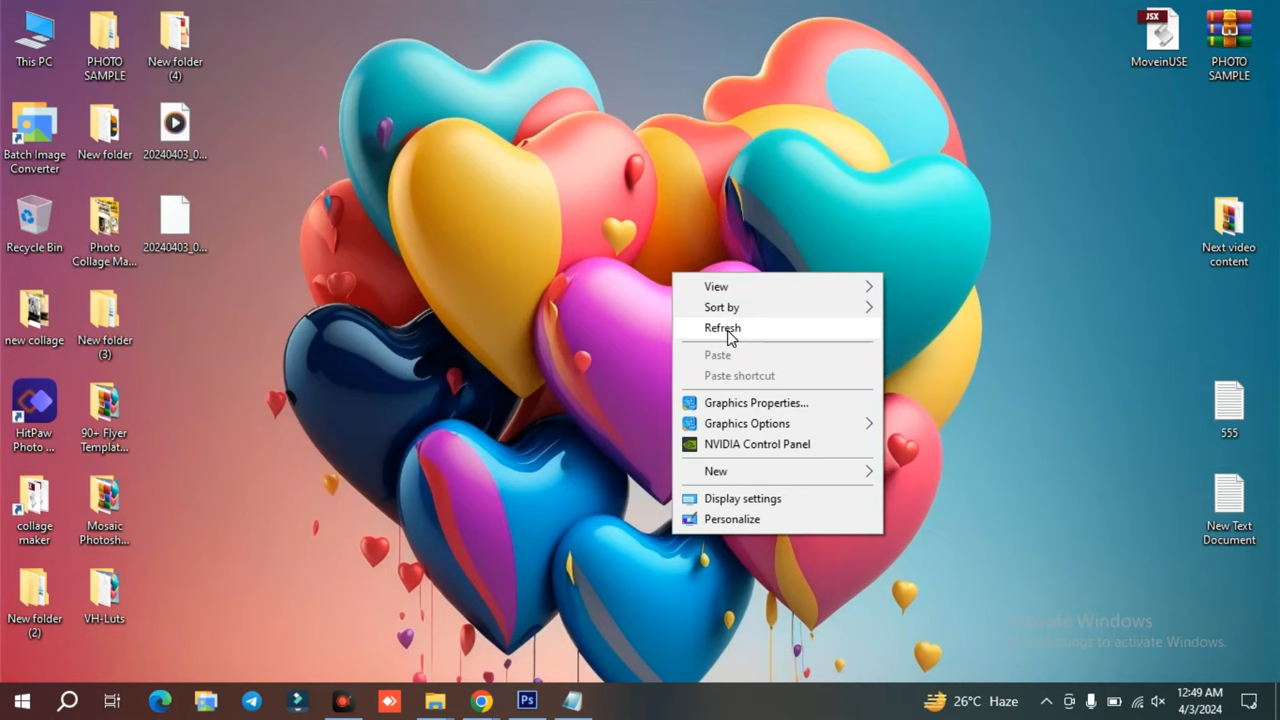 This PC
PHOTO
SAMPLE
New folder
(4)
Batch Image
Converter
New folder
20240403_0...
Recycle Bin
Photo
Collage Ma...
20240403_0...
new collage
New folder
(3)
HitPaw
Photo ...
90+ Flyer
Templat...
collage
maker
Mosaic
Photosh...
New folder
(2)
VH-Luts
View
Sort by
Refresh
Paste
Paste shortcut
Graphics Properties...
Graphics Options
NVIDIA Control Panel
New
Display settings
Personalize
JSX
MoveinUSE
PHOTO
SAMPLE
Next video
content
555
New Text
Document
Activate Windows
settings to activate Windows.
Ps
26°C Haze
12:49 AM
4/3/2024